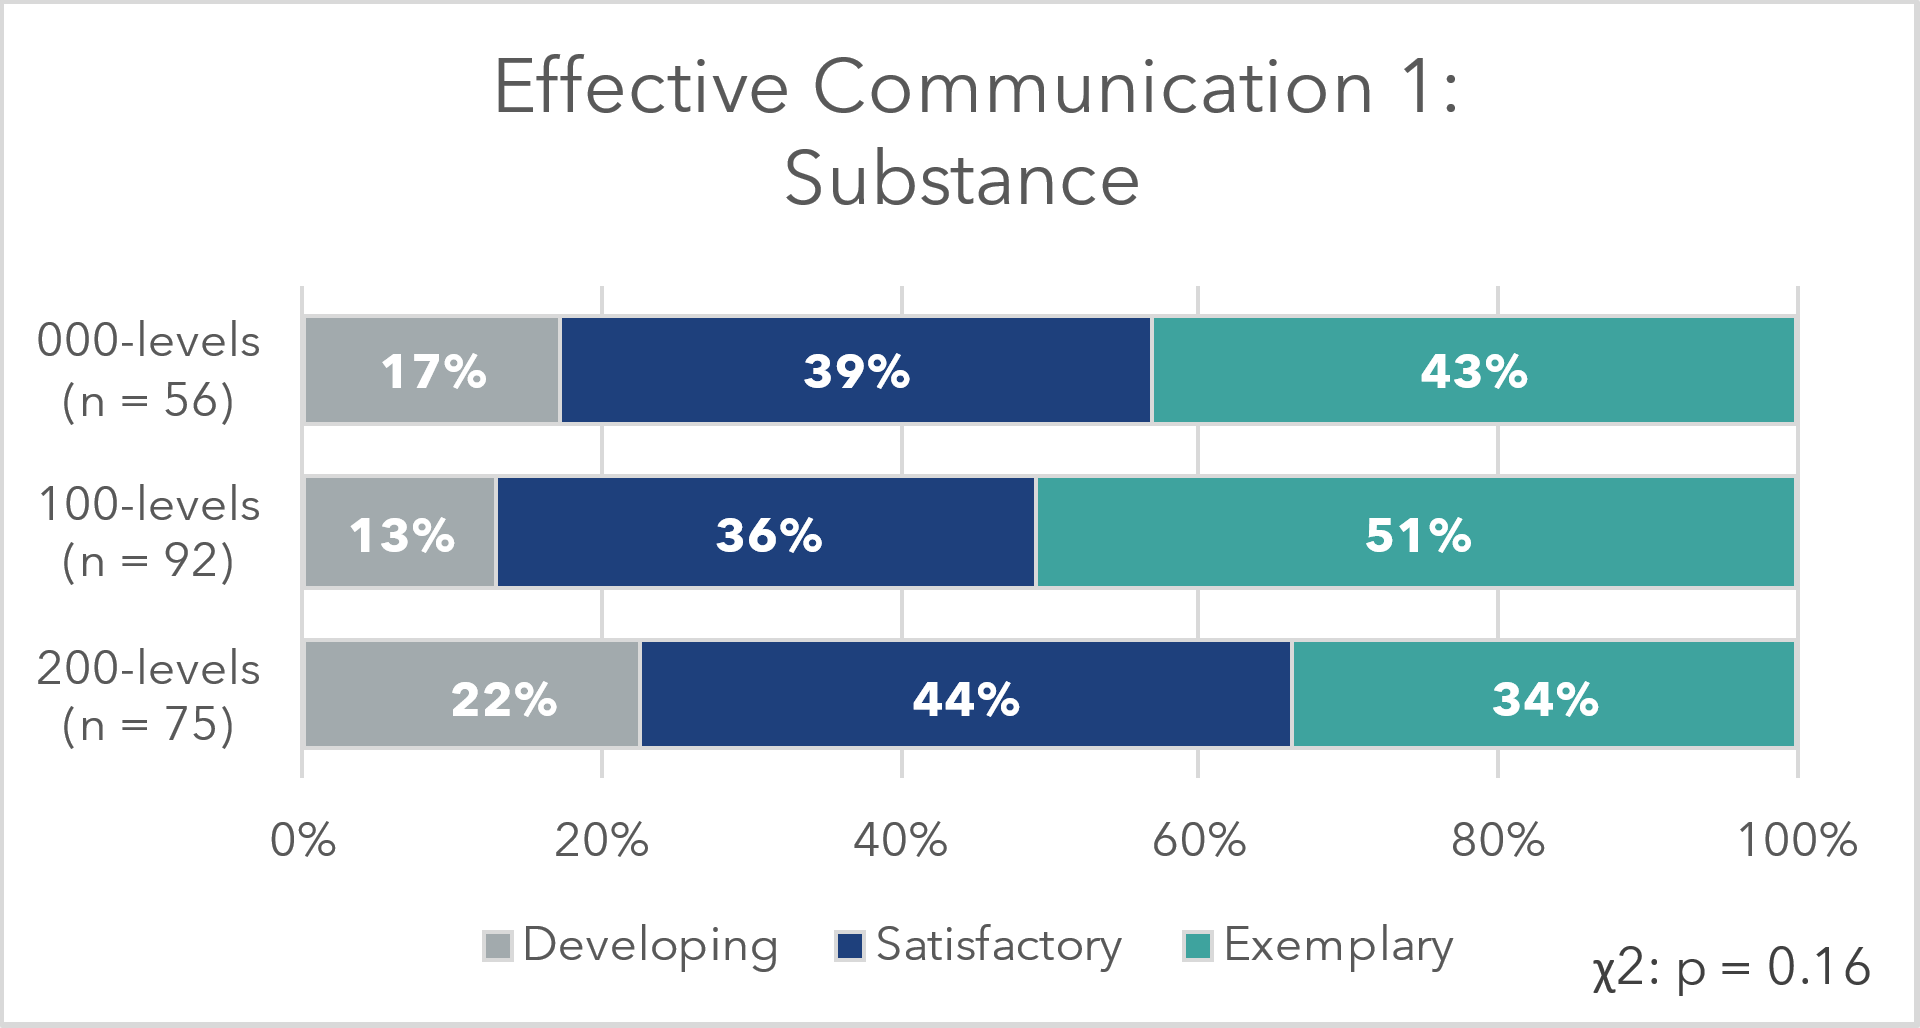 Effective Communication 1:
Substance
000-levels
(n = 56)
17%
39%
43%
100-levels
(n = 92)
13%
36%
51%
200-levels
(n = 75)
22%
44%
34%
0%
20%
40%
60%
80%
100%
Developing
Satisfactory
Exemplary
χ2: p = 0.16